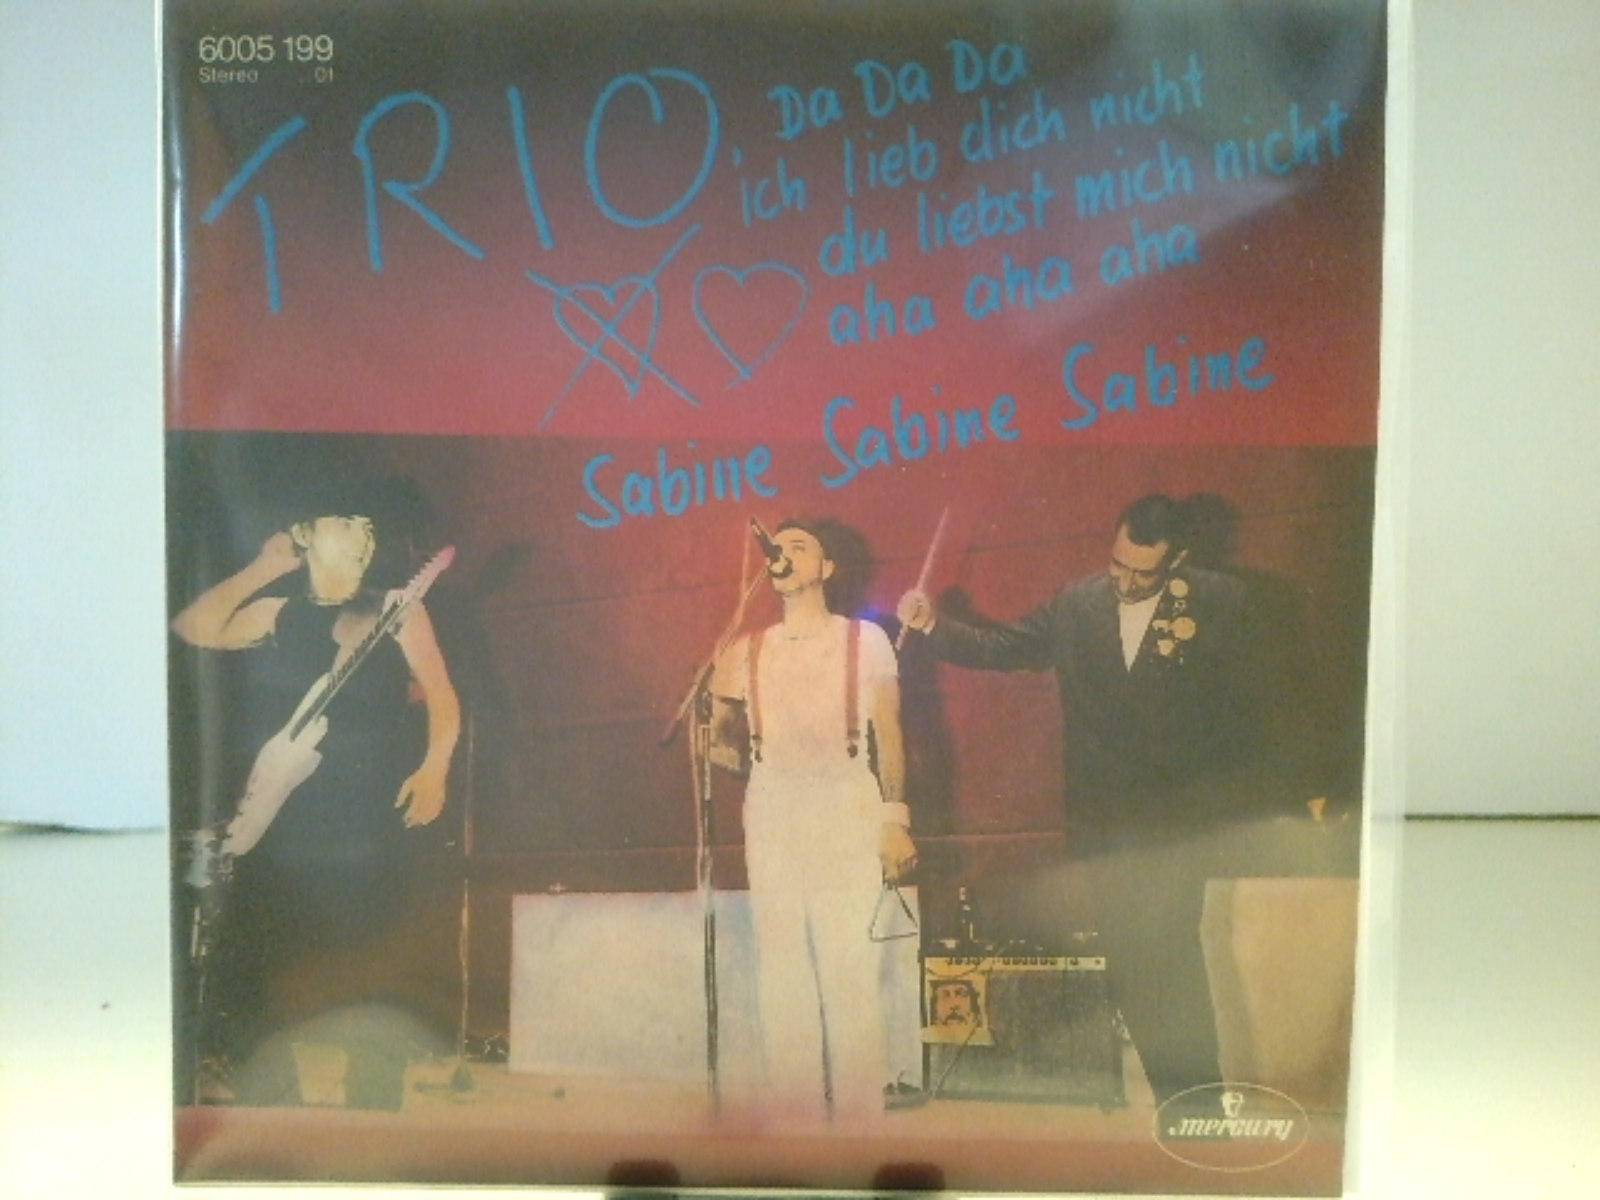 6005 199
Stereo 01
TRIO
Da Da Da
ich lieb dich nicht
du liebst mich nicht
aha aha aha
Sabine Sabine Sabine
mercury